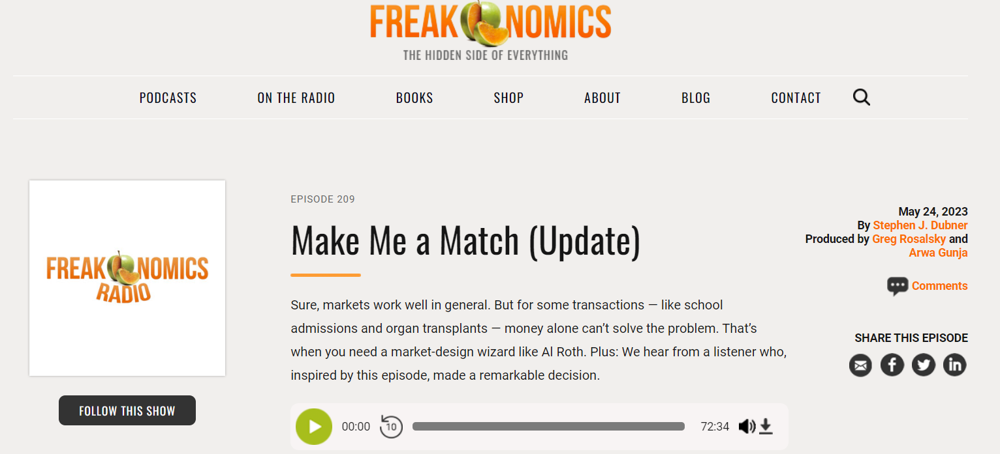 FREAKONOMICS
THE HIDDEN SIDE OF EVERYTHING
PODCASTS
ON THE RADIO
BOOKS
SHOP
ABOUT
BLOG
CONTACT
FREAKONOMICS
RADIO
FOLLOW THIS SHOW
EPISODE 209
Make Me a Match (Update)
Sure, markets work well in general. But for some transactions — like school
admissions and organ transplants — money alone can’t solve the problem. That’s
when you need a market-design wizard like Al Roth. Plus: We hear from a listener who,
inspired by this episode, made a remarkable decision.
00:00
10
72:34
May 24, 2023
By Stephen J. Dubner
Produced by Greg Rosalsky and
Arwa Gunja
Comments
SHARE THIS EPISODE